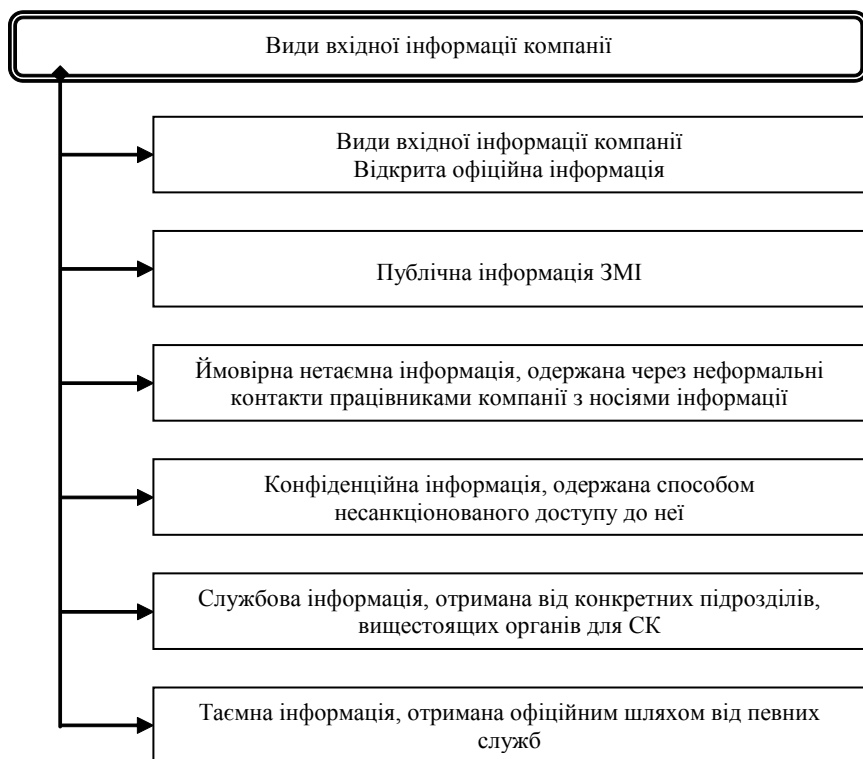 Види вхідної інформації компанії
Види вхідної інформації компанії
Відкрита офіційна інформація
Публічна інформація ЗМІ
Ймовірна нетаємна інформація, одержана через неформальні
контакти працівниками компанії з носіями інформації
Конфіденційна інформація, одержана способом
несанкціонованого доступу до неї
Службова інформація, отримана від конкретних підрозділів,
вищестоящих органів для СК
Таємна інформація, отримана офіційним шляхом від певних
служб